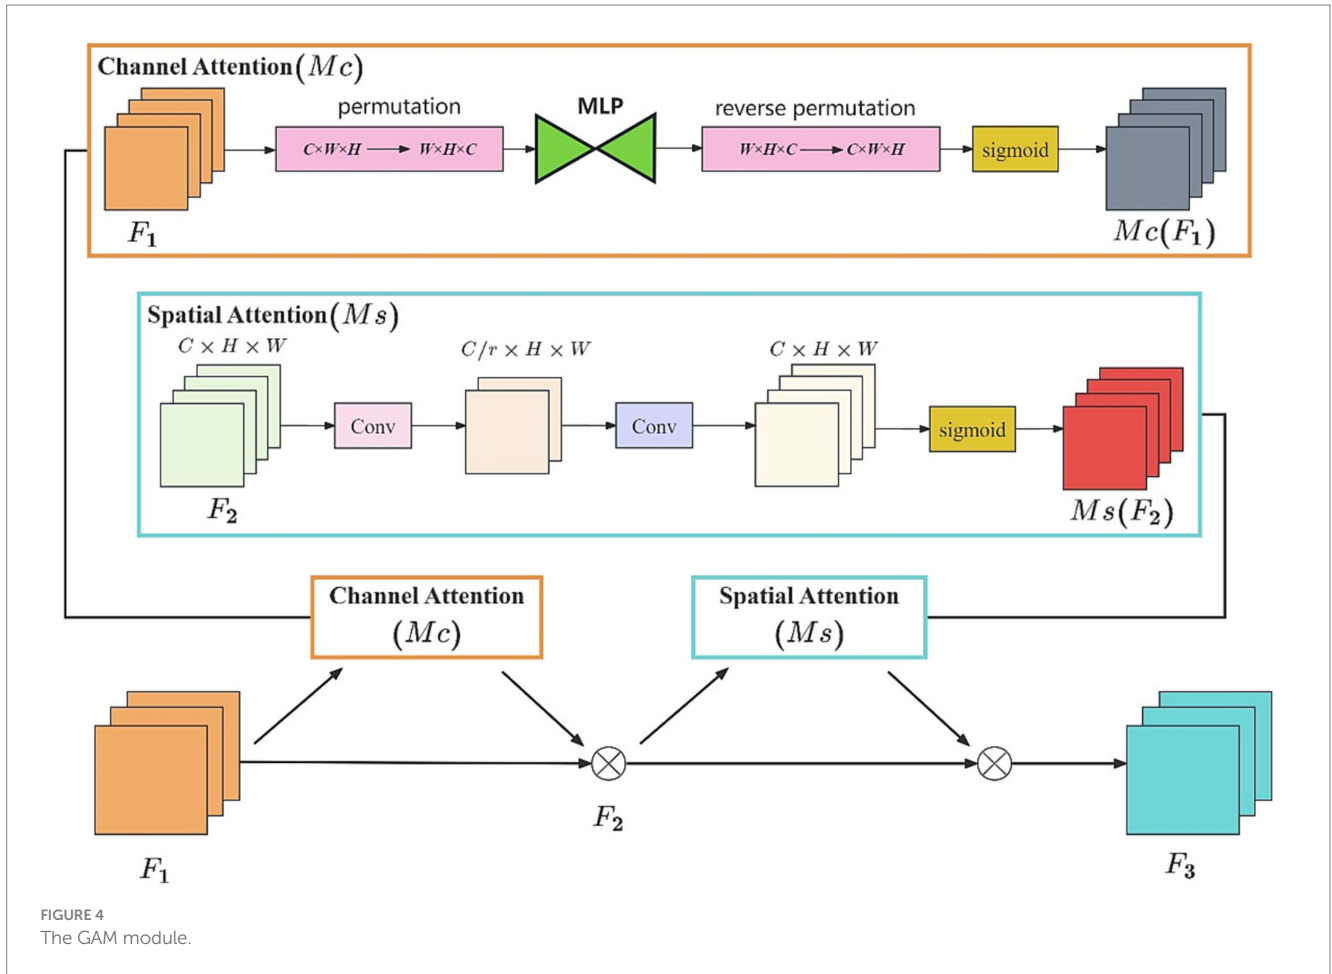 Channel Attention(Mc)
permutation
MLP
reverse permutation
C×W×H W×H×C
W×H×C C×W×H
sigmoid
F₁
Mc(F₁)
Spatial Attention(Ms)
C × H × W
C/r × H × W
C × H × W
Conv
Conv
sigmoid
F₂
Ms(F₂)
Channel Attention
(Mc)
Spatial Attention
(Ms)
F₂
F₁
F₃
FIGURE 4
The GAM module.